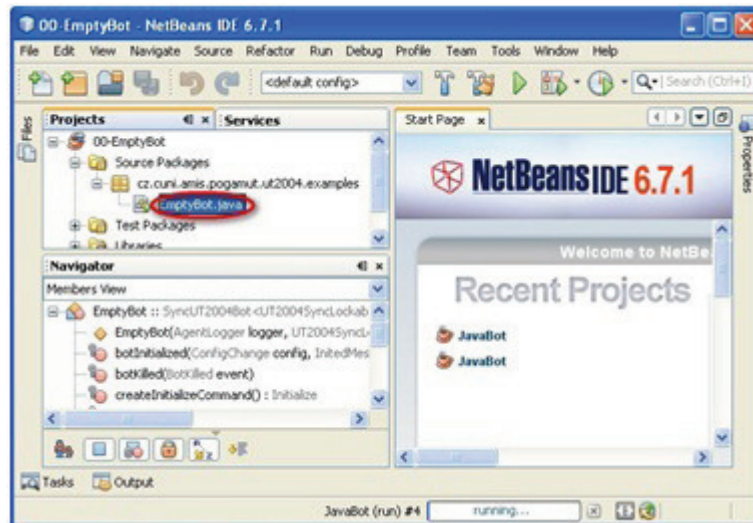 00-EmptyBot - NetBeans IDE 6.7.1
File Edit View Navigate Source Refactor Run Debug Profile Team Tools Window Help
<default config>
Search (Ctrl+I)
Files
Projects
Services
00-EmptyBot
Source Packages
cz.cuni.amis.pogamut.ut2004.examples
EmptyBot.java
Test Packages
Libraries
Navigator
Members View
EmptyBot :: SyncUT2004Bot<UT2004SyncLockab
EmptyBot(AgentLogger logger, UT2004SyncL
botInitialized(ConfigChange config, InitedMes
botKilled(BotKilled event)
createInitializeCommand() : Initialize
Start Page
NetBeans IDE 6.7.1
Welcome to NetBe
Recent Projects
JavaBot
JavaBot
Properties
Tasks Output
JavaBot (run) #4 running...